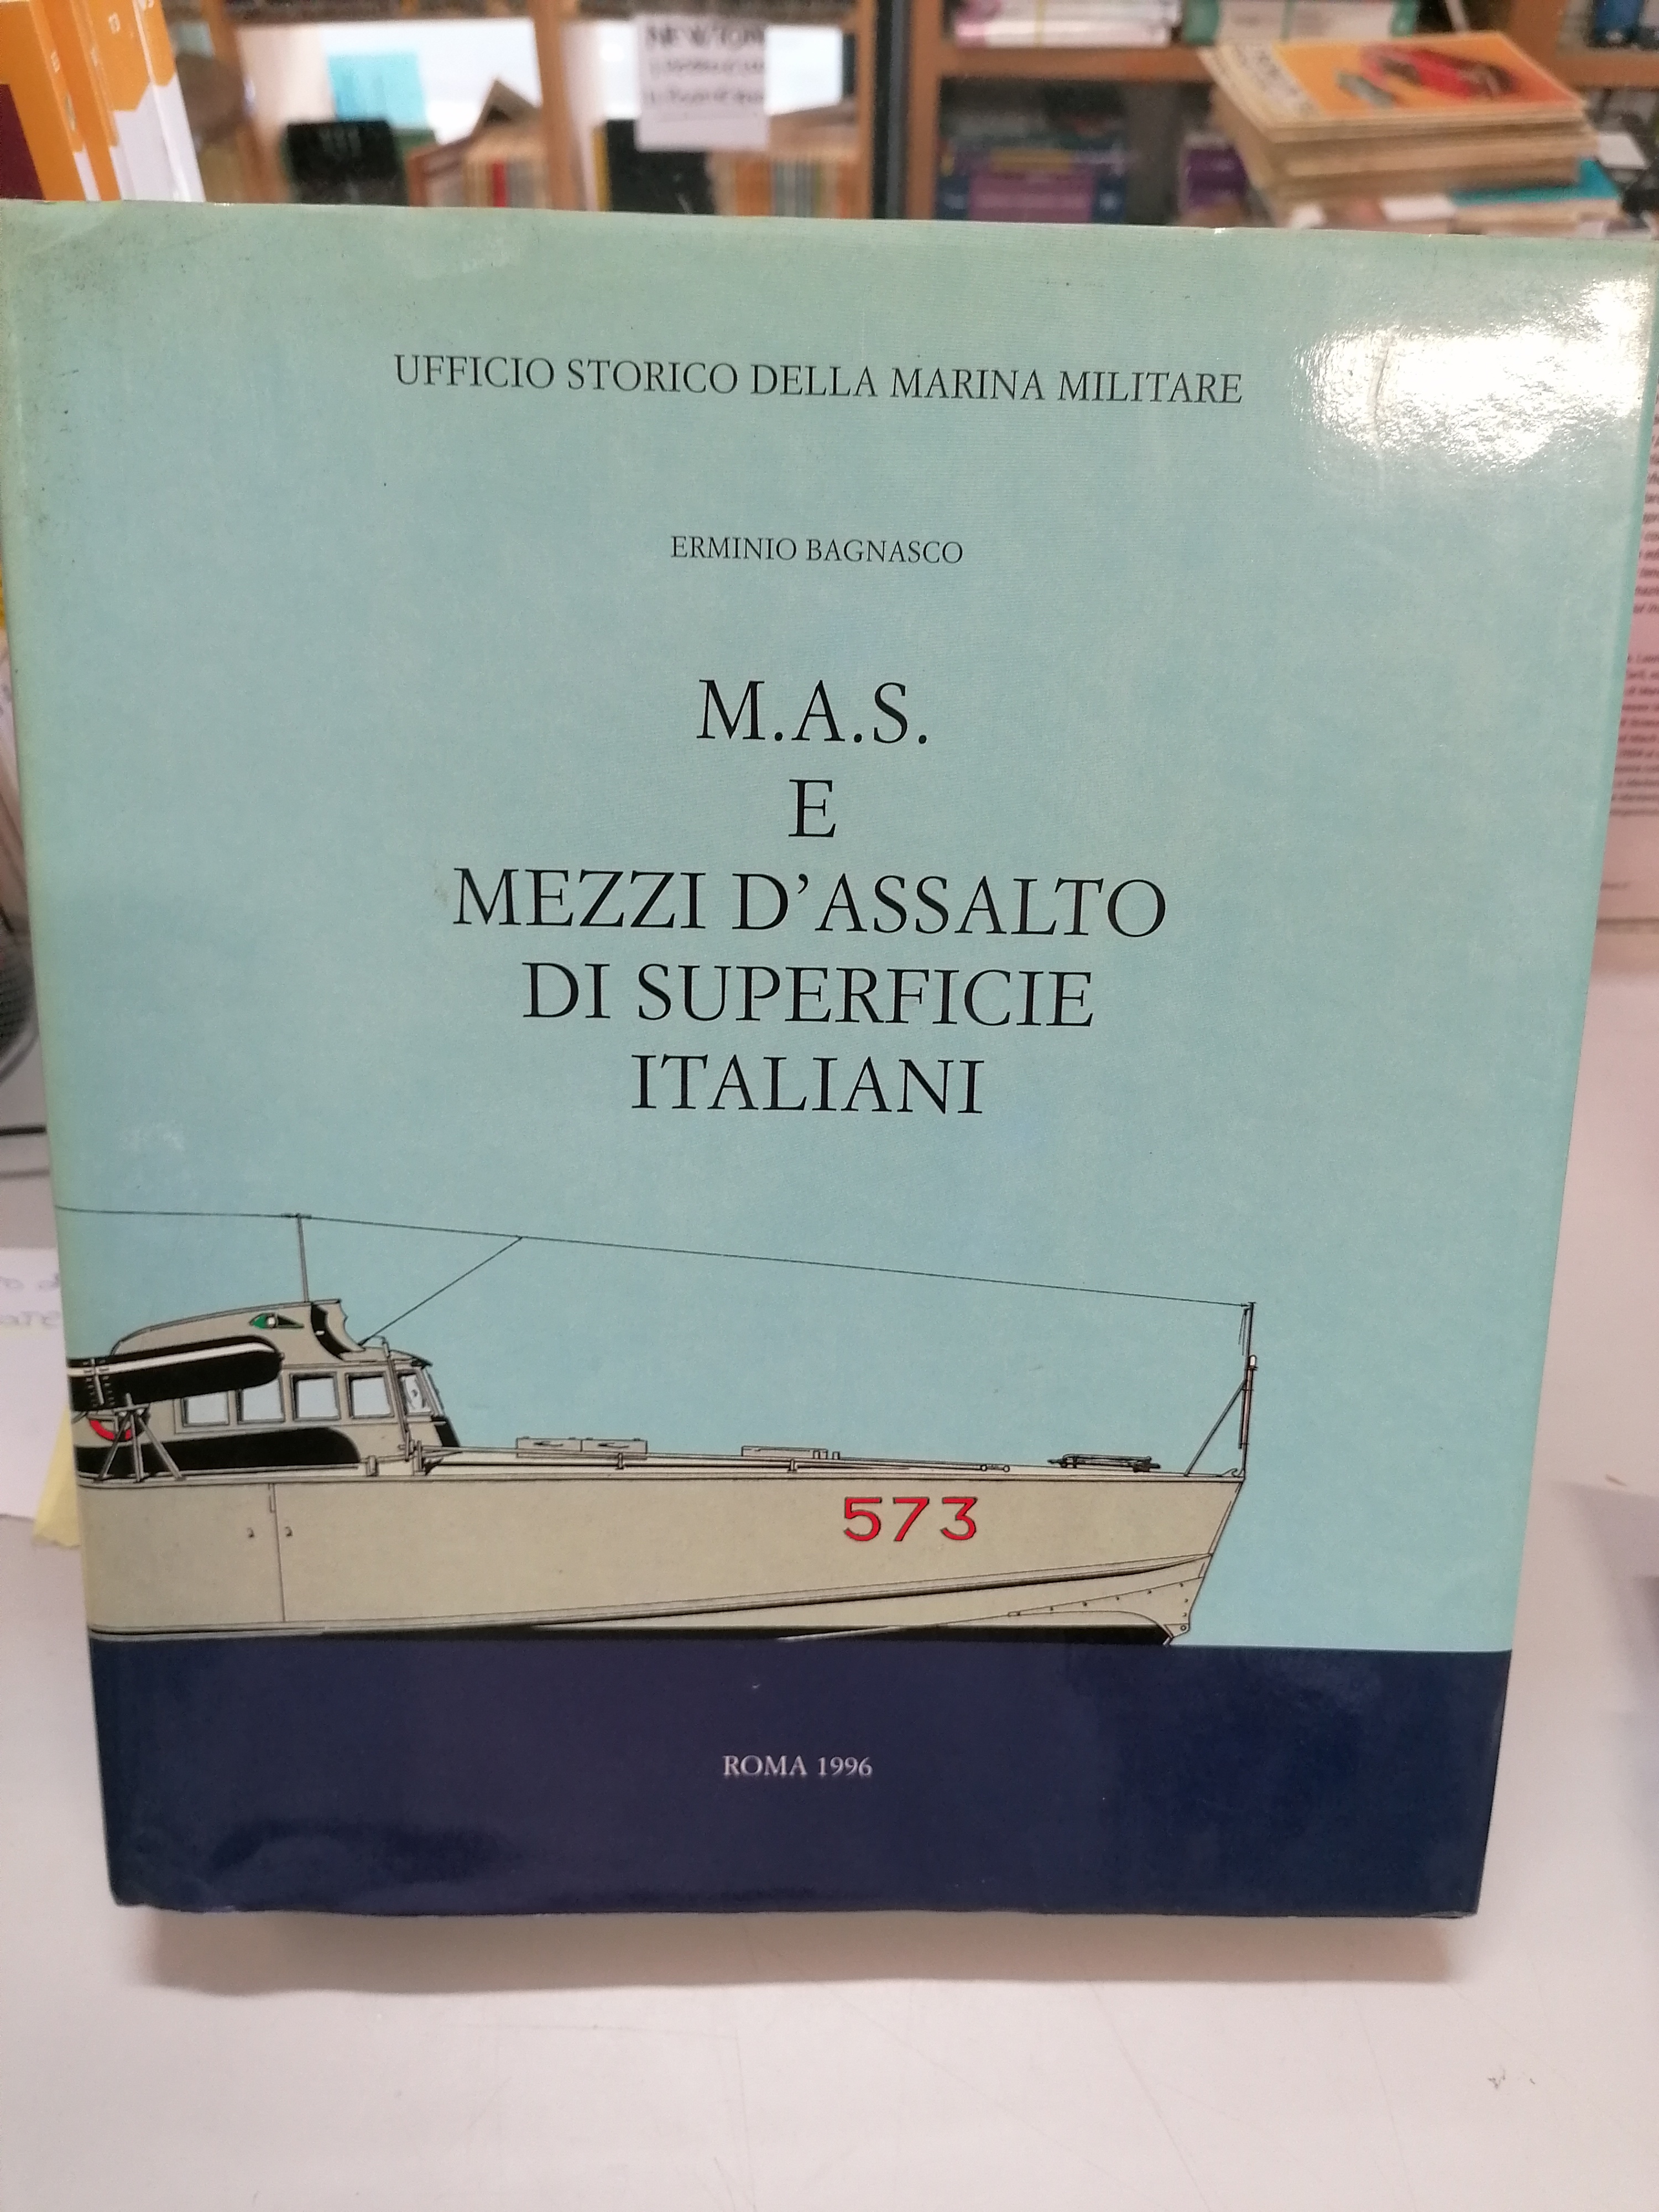 UFFICIO STORICO DELLA MARINA MILITARE
ERMINIO BAGNASCO
M.A.S.
E
MEZZI D'ASSALTO
DI SUPERFICIE
ITALIANI
573
ROMA 1996